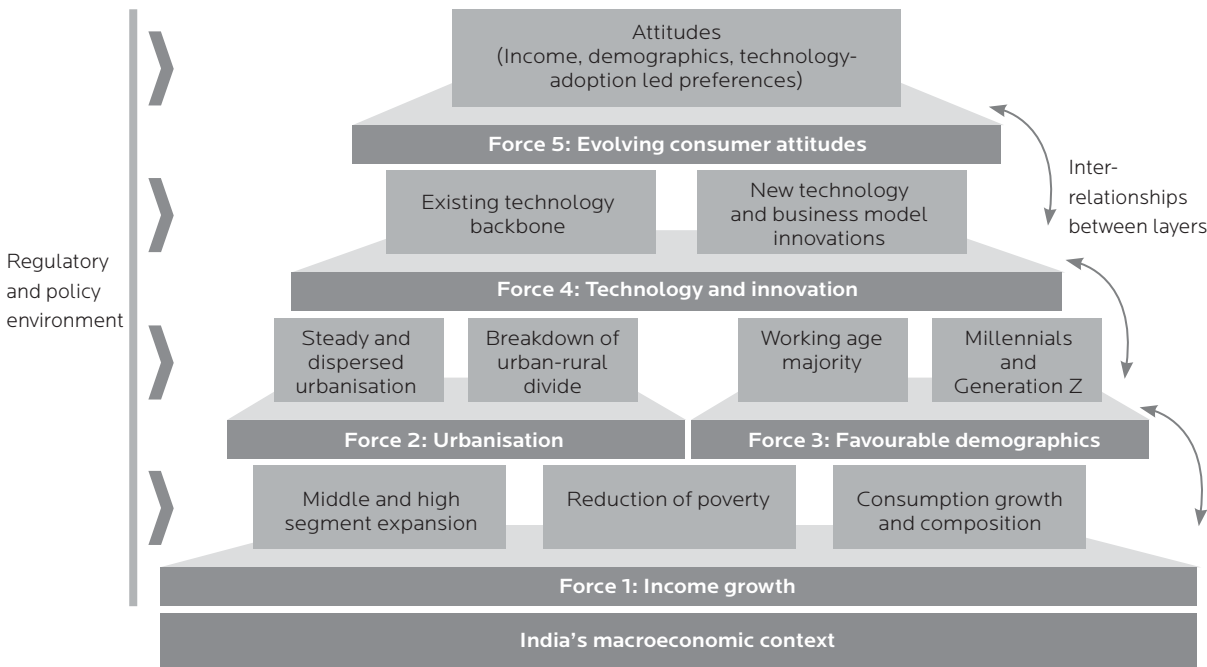 Attitudes
(Income, demographics, technology-
adoption led preferences)
Force 5: Evolving consumer attitudes
Existing technology
backbone
New technology
and business model
innovations
Force 4: Technology and innovation
Steady and
dispersed
urbanisation
Breakdown of
urban-rural
divide
Working age
majority
Millennials
and
Generation Z
Force 2: Urbanisation
Force 3: Favourable demographics
Middle and high
segment expansion
Reduction of poverty
Consumption growth
and composition
Force 1: Income growth
India's macroeconomic context
Regulatory
and policy
environment
Inter-
relationships
between layers